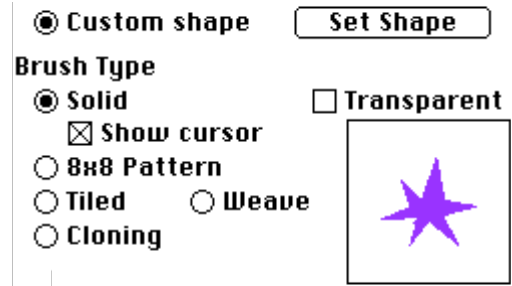 Custom shape Set Shape
Brush Type
Solid Transparent
Show cursor
8x8 Pattern
Tiled Weave
Cloning